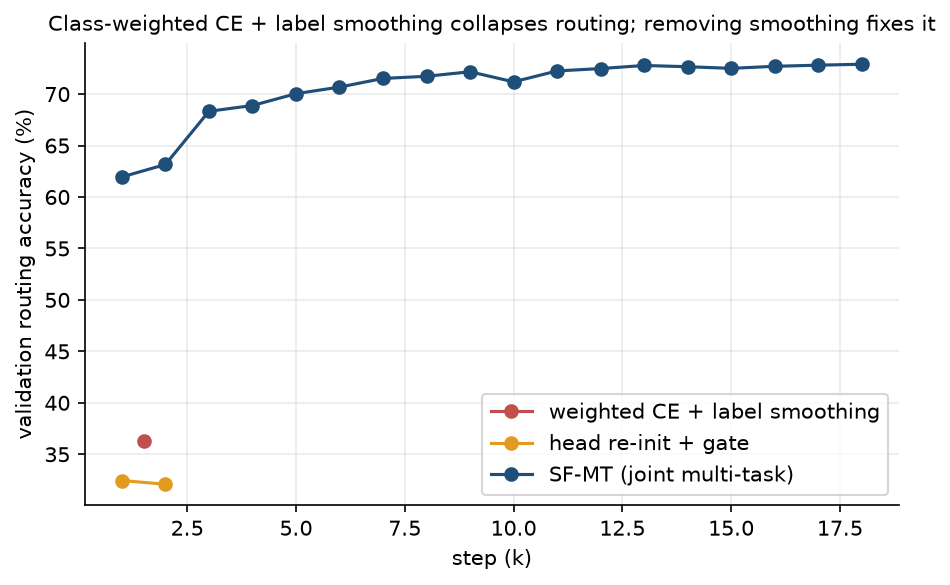 Class-weighted CE + label smoothing collapses routing; removing smoothing fixes it
validation routing accuracy (%)
70
65
60
55
50
45
40
35
weighted CE + label smoothing
head re-init + gate
SF-MT (joint multi-task)
2.5 5.0 7.5 10.0 12.5 15.0 17.5
step (k)